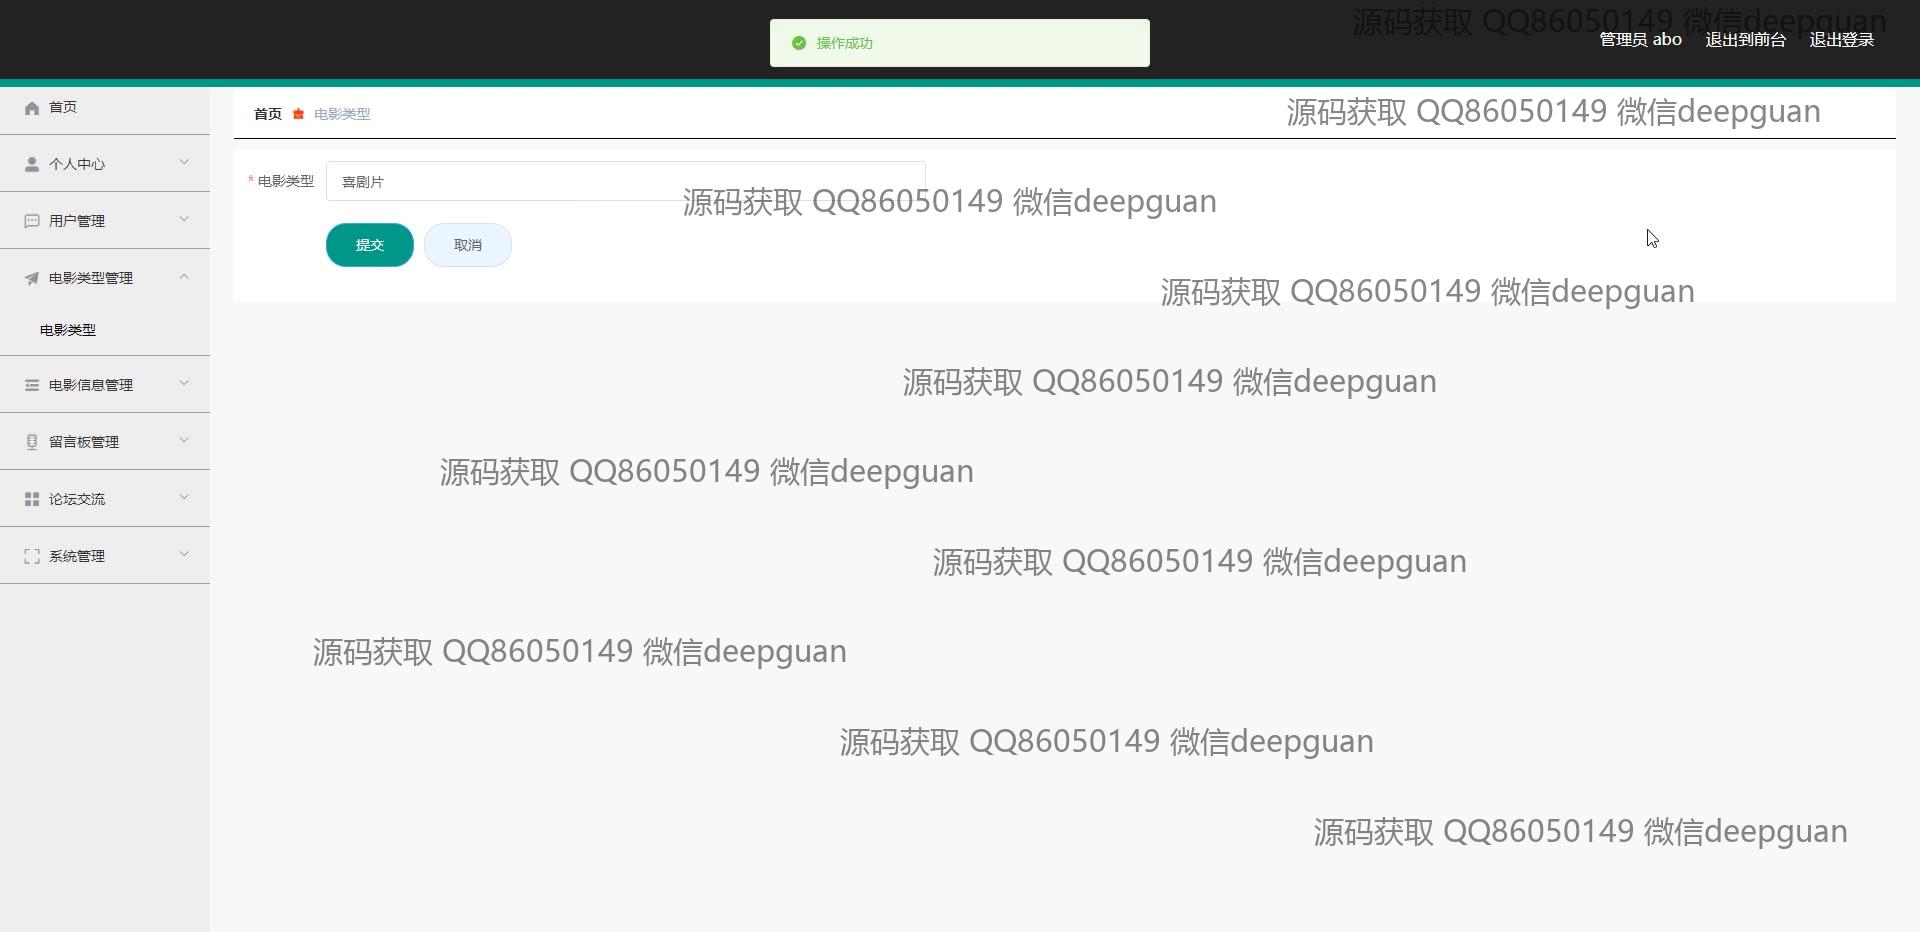 源码获取 QQ86050149 微信deepguan
操作成功
管理员 abo 退出到前台 退出登录
首页
首页 电影类型
源码获取 QQ86050149 微信deepguan
个人中心
* 电影类型 喜剧片
源码获取 QQ86050149 微信deepguan
用户管理
提交 取消
电影类型管理
源码获取 QQ86050149 微信deepguan
电影类型
电影信息管理
源码获取 QQ86050149 微信deepguan
留言板管理
源码获取 QQ86050149 微信deepguan
论坛交流
系统管理
源码获取 QQ86050149 微信deepguan
源码获取 QQ86050149 微信deepguan
源码获取 QQ86050149 微信deepguan
源码获取 QQ86050149 微信deepguan